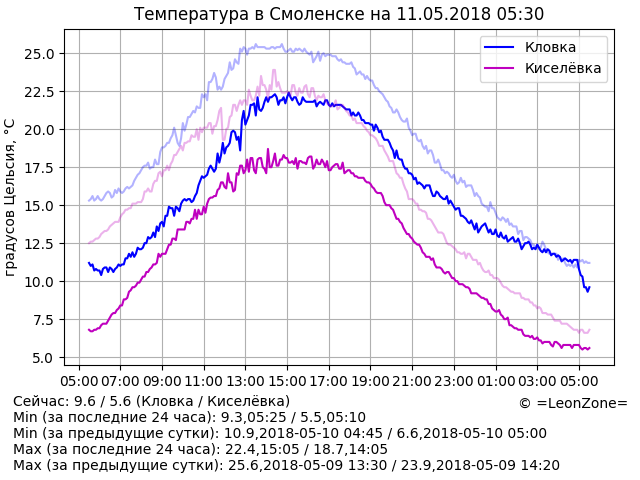 Температура в Смоленске на 11.05.2018 05:30
градусов Цельсия, °C
25.0
22.5
20.0
17.5
15.0
12.5
10.0
7.5
5.0
Кловка
Киселёвка
05:00 07:00 09:00 11:00 13:00 15:00 17:00 19:00 21:00 23:00 01:00 03:00 05:00
Сейчас: 9.6 / 5.6 (Кловка / Киселёвка)
© =LeonZone=
Min (за последние 24 часа): 9.3,05:25 / 5.5,05:10
Min (за предыдущие сутки): 10.9,2018-05-10 04:45 / 6.6,2018-05-10 05:00
Max (за последние 24 часа): 22.4,15:05 / 18.7,14:05
Max (за предыдущие сутки): 25.6,2018-05-09 13:30 / 23.9,2018-05-09 14:20